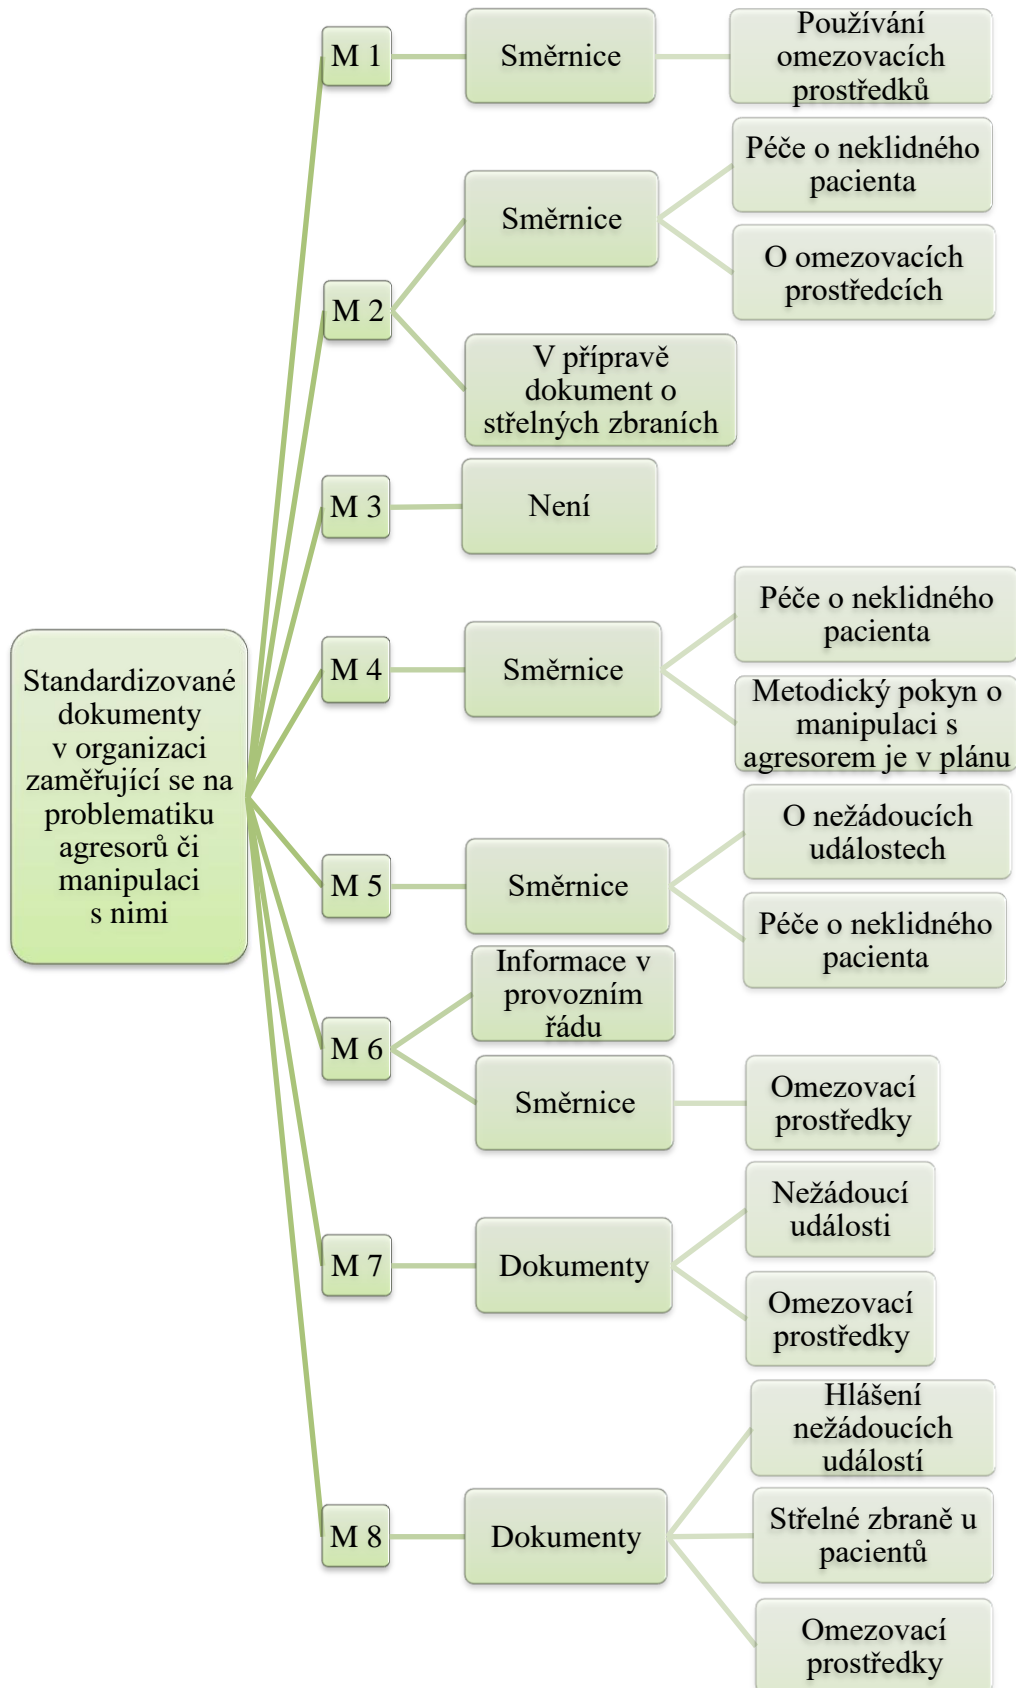 Standardizované
dokumenty
v organizaci
zaměřující se na
problematiku
agresorů či
manipulaci
s nimi
M 1
Směrnice
Používání
omezovacích
prostředků
M 2
Směrnice
Péče o neklidného
pacienta
O omezovacích
prostředcích
V přípravě
dokument o
střelných zbraních
M 3
Není
M 4
Směrnice
Péče o neklidného
pacienta
Metodický pokyn o
manipulaci s
agresorem je v plánu
M 5
Směrnice
O nežádoucích
událostech
Péče o neklidného
pacienta
M 6
Informace v
provozním
řádu
Směrnice
Omezovací
prostředky
M 7
Dokumenty
Nežádoucí
události
Omezovací
prostředky
M 8
Dokumenty
Hlášení
nežádoucích
událostí
Střelné zbraně u
pacientů
Omezovací
prostředky